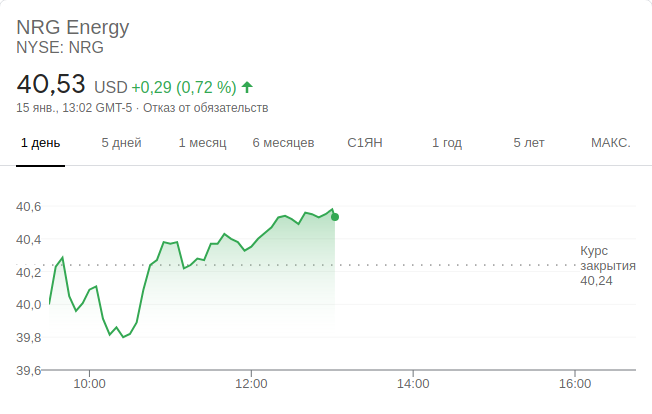 NRG Energy
NYSE: NRG
40,53 USD +0,29 (0,72 %)
15 янв., 13:02 GMT-5 · Отказ от обязательств
1 день 5 дней 1 месяц 6 месяцев С1ЯН 1 год 5 лет МАКС.
40,6
40,4
Курс
закрытия
40,24
40,2
40,0
39,8
39,6
10:00 12:00 14:00 16:00